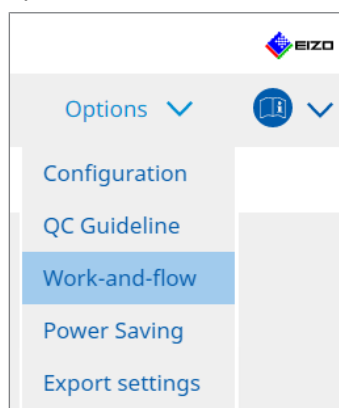 EIZO
Options
Configuration
QC Guideline
Work-and-flow
Power Saving
Export settings